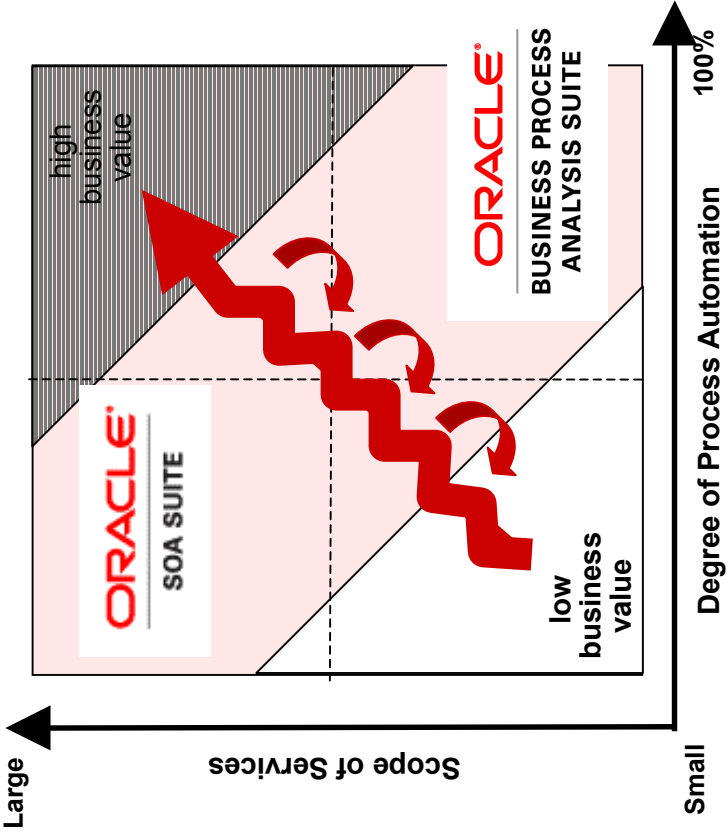 Large
high
business
value
ORACLE®
SOA SUITE
Scope of Services
ORACLE®
BUSINESS PROCESS
ANALYSIS SUITE
low
business
value
Small
Degree of Process Automation
100%